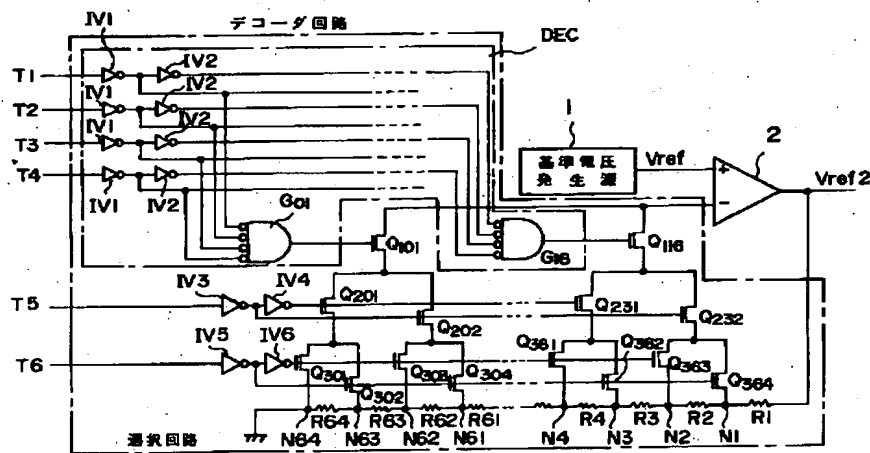 デコーダ回路
DEC
IV1
IV2
T1
IV1
IV2
T2
IV1
IV2
T3
T4
IV1
IV2
G01
1
基準電圧
発生源
Vref
2
+
-
Vref2
Q101
G16
Q116
IV3
IV4
T5
Q201
Q202
Q231
Q232
IV5
IV6
T6
Q301
Q302
Q303
Q304
Q361
Q362
Q363
Q364
R64
R63
R62
R61
R4
R3
R2
R1
選択回路
N64
N63
N62
N61
N4
N3
N2
N1